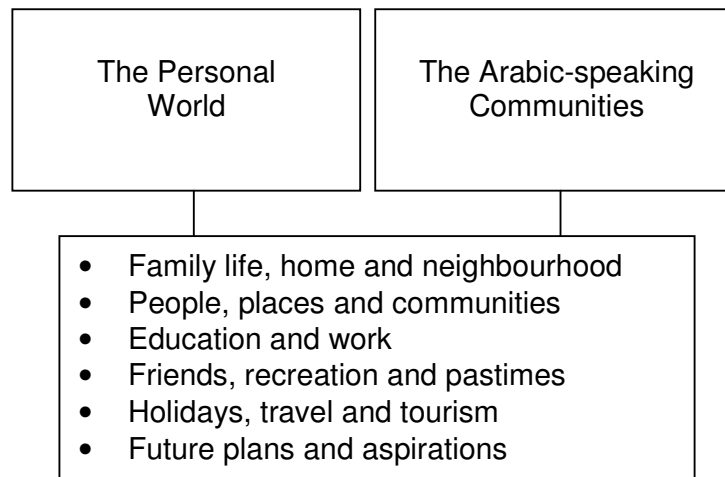 The Personal
World
The Arabic-speaking
Communities
• Family life, home and neighbourhood
• People, places and communities
• Education and work
• Friends, recreation and pastimes
• Holidays, travel and tourism
• Future plans and aspirations